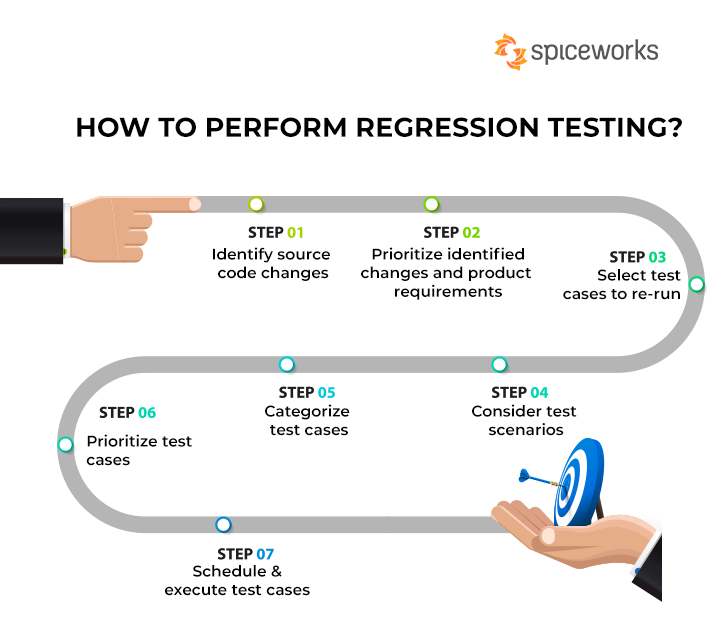 spiceworks
HOW TO PERFORM REGRESSION TESTING?
STEP 01
Identify source
code changes
STEP 02
Prioritize identified
changes and product
requirements
STEP 03
Select test
cases to re-run
STEP 04
Consider test
scenarios
STEP 05
Categorize
test cases
STEP 06
Prioritize test
cases
STEP 07
Schedule &
execute test cases